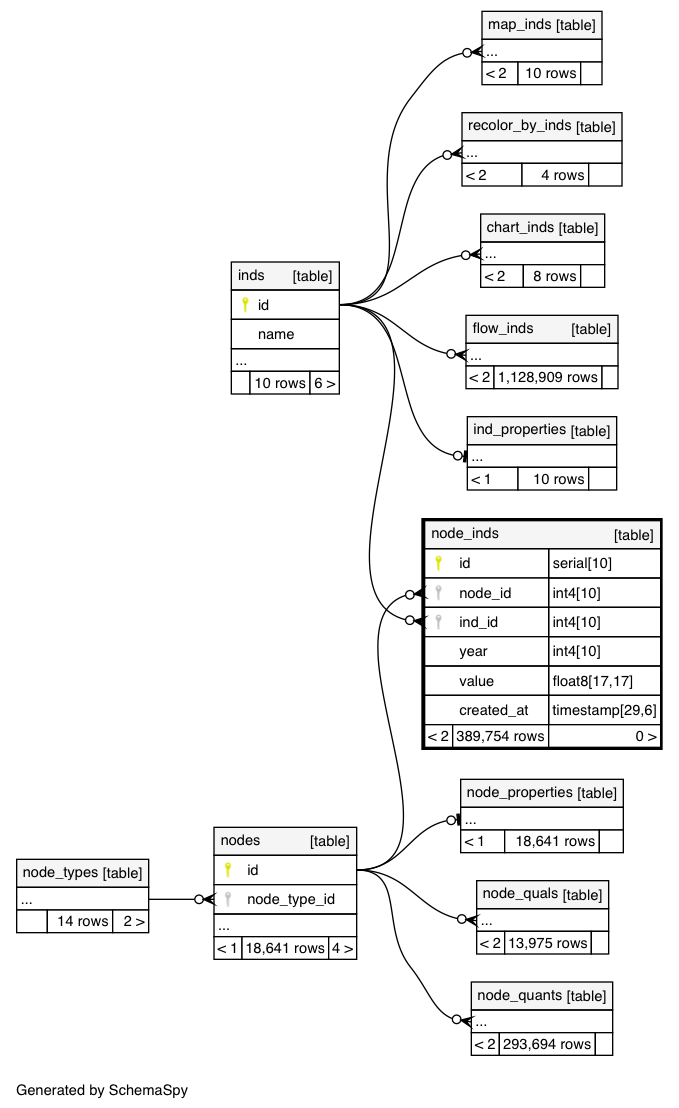 map_inds [table]
...
< 2 10 rows
recolor_by_inds [table]
...
< 2 4 rows
chart_inds [table]
...
< 2 8 rows
inds [table]
id
name
...
10 rows 6 >
flow_inds [table]
...
< 2 1,128,909 rows
ind_properties [table]
...
< 1 10 rows
node_inds [table]
id serial[10]
node_id int4[10]
ind_id int4[10]
year int4[10]
value float8[17,17]
created_at timestamp[29,6]
< 2 389,754 rows 0 >
node_properties [table]
...
< 1 18,641 rows
nodes [table]
id
node_type_id
...
< 1 18,641 rows 4 >
node_types [table]
...
14 rows 2 >
node_quals [table]
...
< 2 13,975 rows
node_quants [table]
...
< 2 293,694 rows
Generated by SchemaSpy